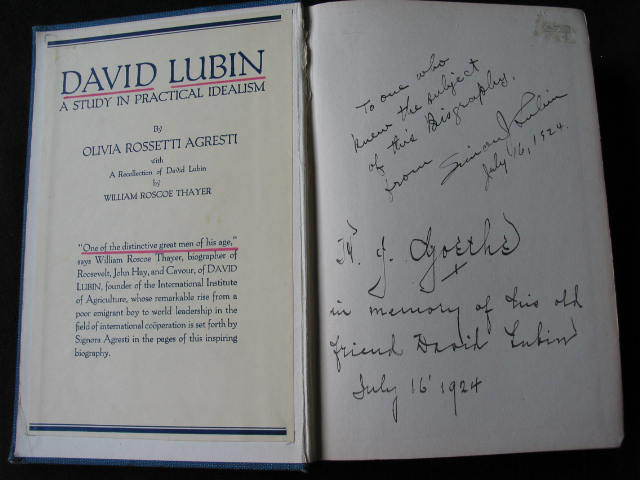 DAVID LUBIN
A STUDY IN PRACTICAL IDEALISM
By
OLIVIA ROSSETTI AGRESTI
with
A Recollection of David Lubin
by
WILLIAM ROSCOE THAYER
"One of the distinctive great men of his age,"
says William Roscoe Thayer, biographer of
Roosevelt, John Hay, and Cavour, of DAVID
LUBIN, founder of the International Institute
of Agriculture, whose remarkable rise from a
poor emigrant boy to world leadership in the
field of international coöperation is set forth by
Signora Agresti in the pages of this inspiring
biography.
To one who
knew the subject
of this Biography.
from Simon J Lubin
July 16, 1924.
J. Goethe
in memory of his old
friend David Lubin
July 16' 1924